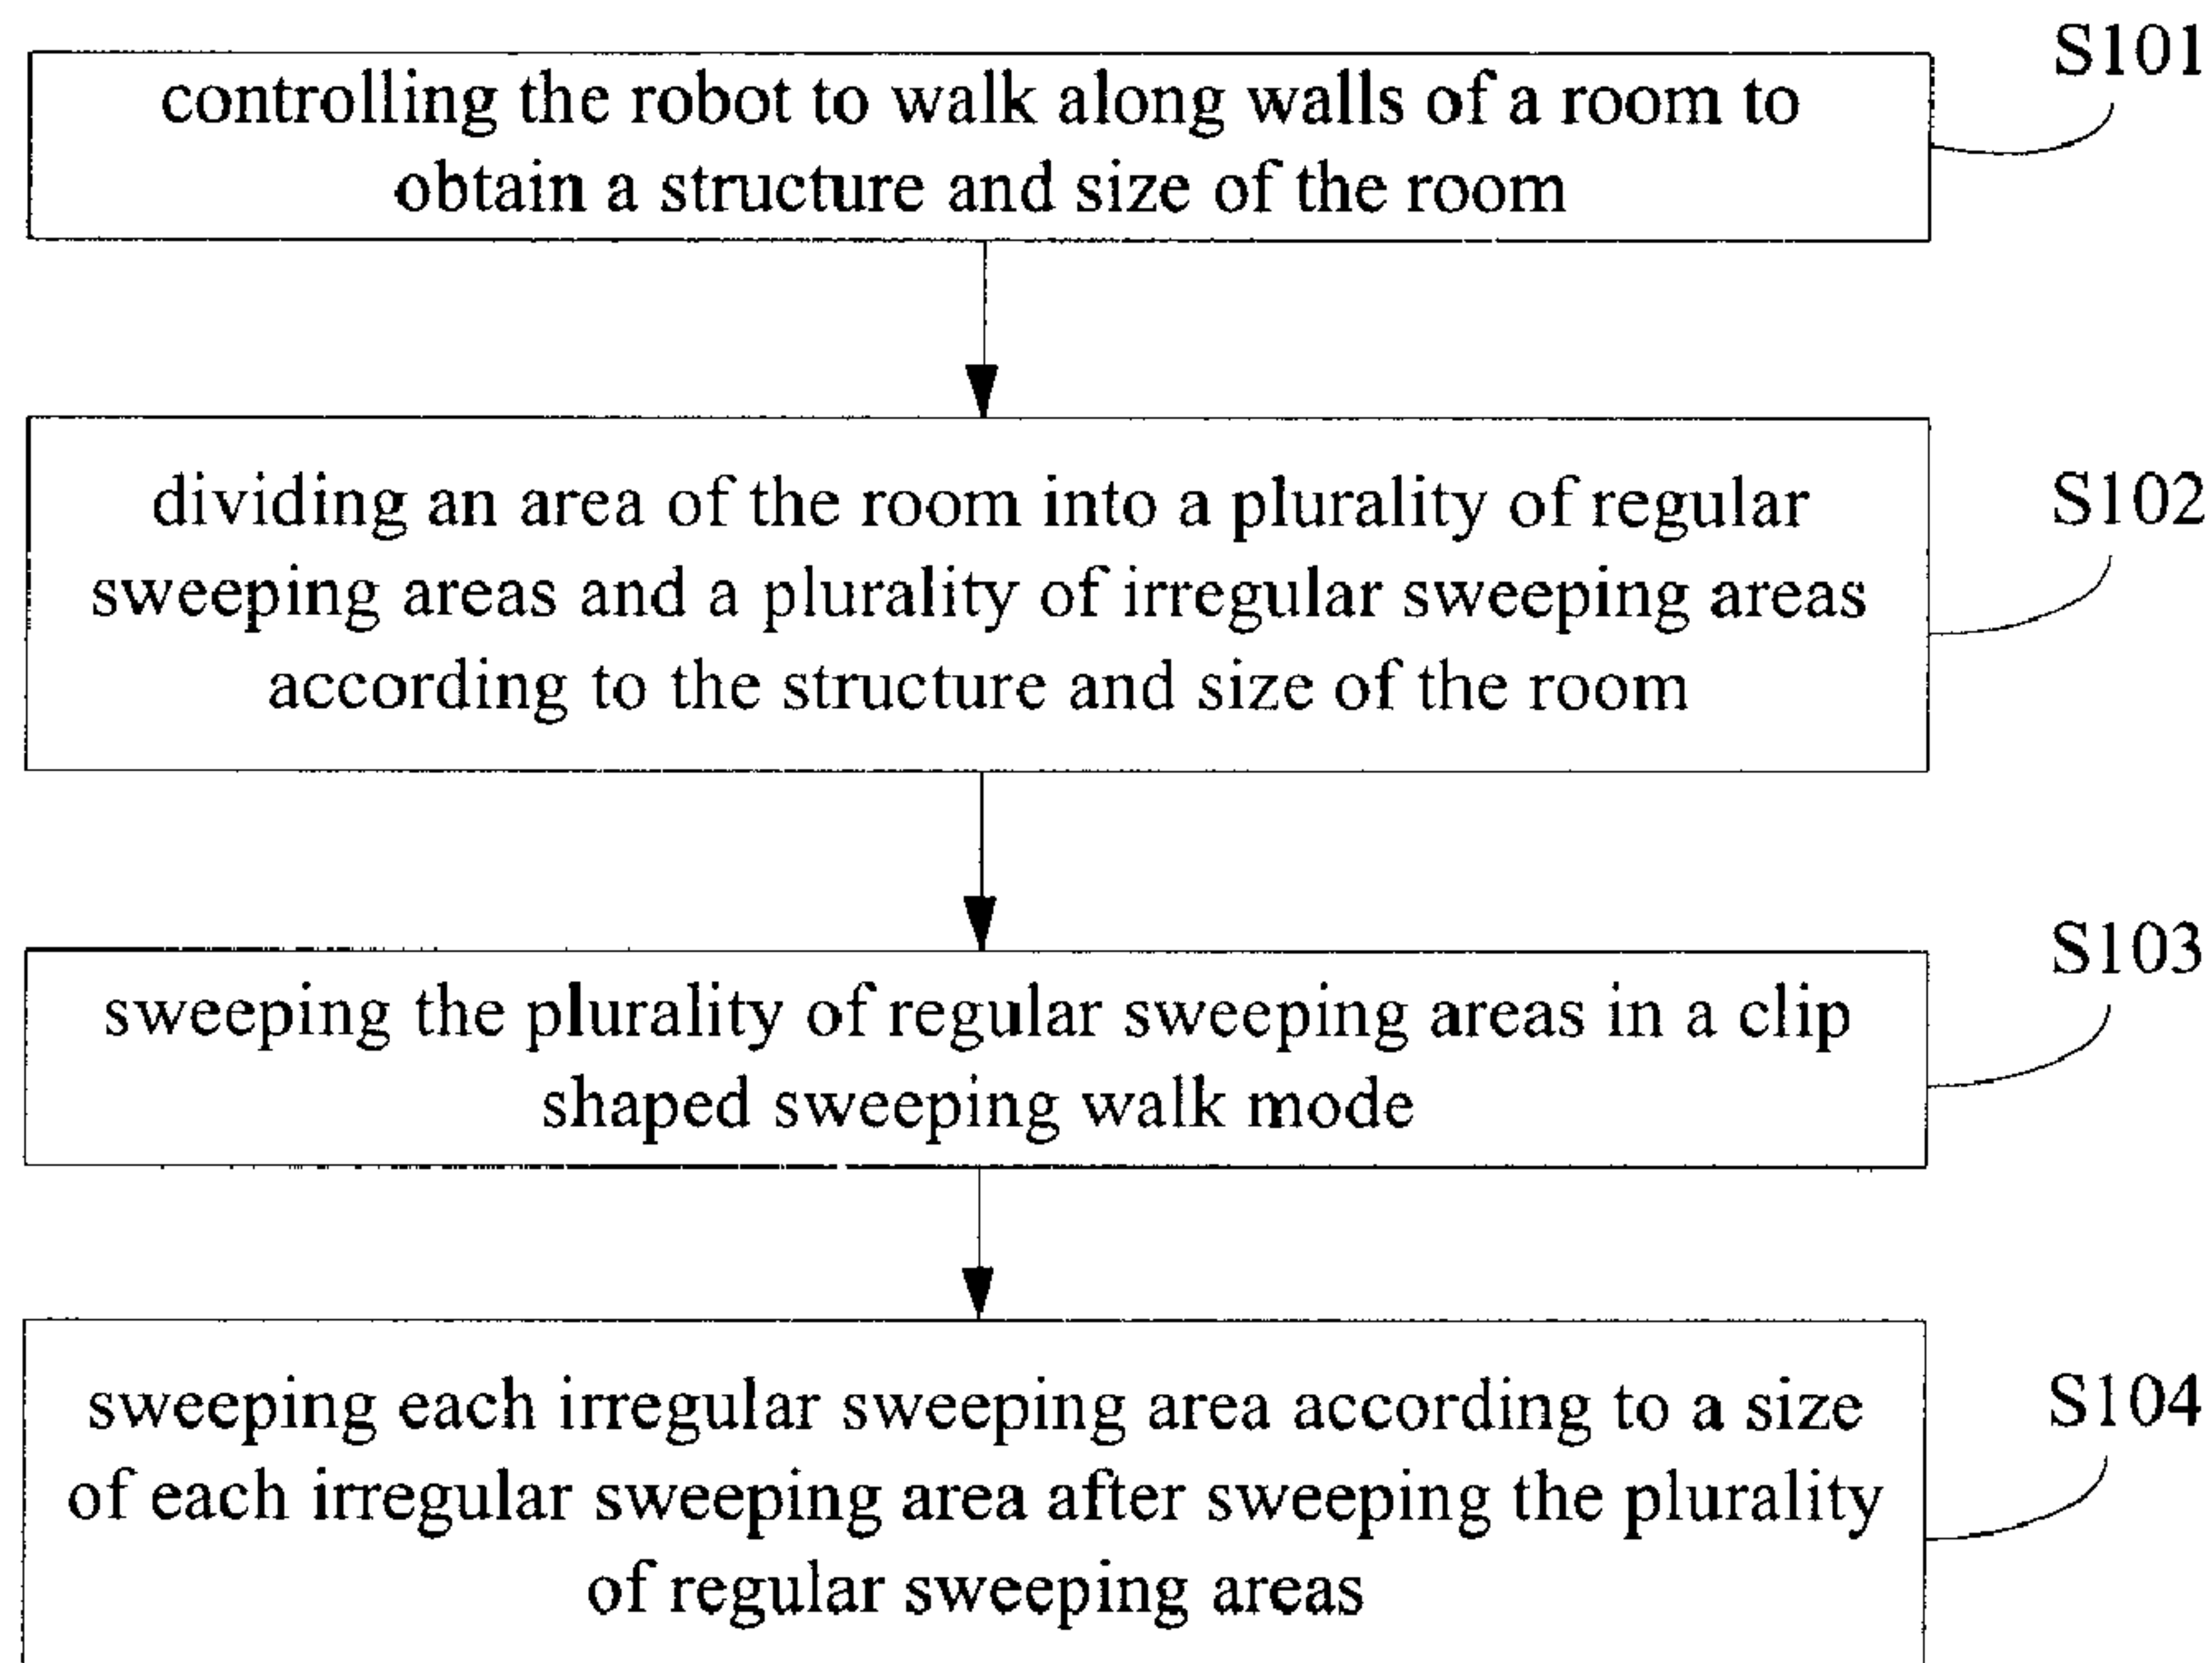 S101
controlling the robot to walk along walls of a room to
obtain a structure and size of the room
S102
dividing an area of the room into a plurality of regular
sweeping areas and a plurality of irregular sweeping areas
according to the structure and size of the room
S103
sweeping the plurality of regular sweeping areas in a clip
shaped sweeping walk mode
S104
sweeping each irregular sweeping area according to a size
of each irregular sweeping area after sweeping the plurality
of regular sweeping areas